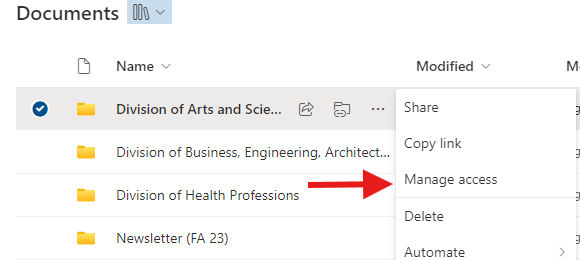 Documents
Name
Modified
Division of Arts and Scie...
Share
Copy link
Division of Business, Engineering, Architect...
Manage access
Division of Health Professions
Delete
Newsletter (FA 23)
Automate